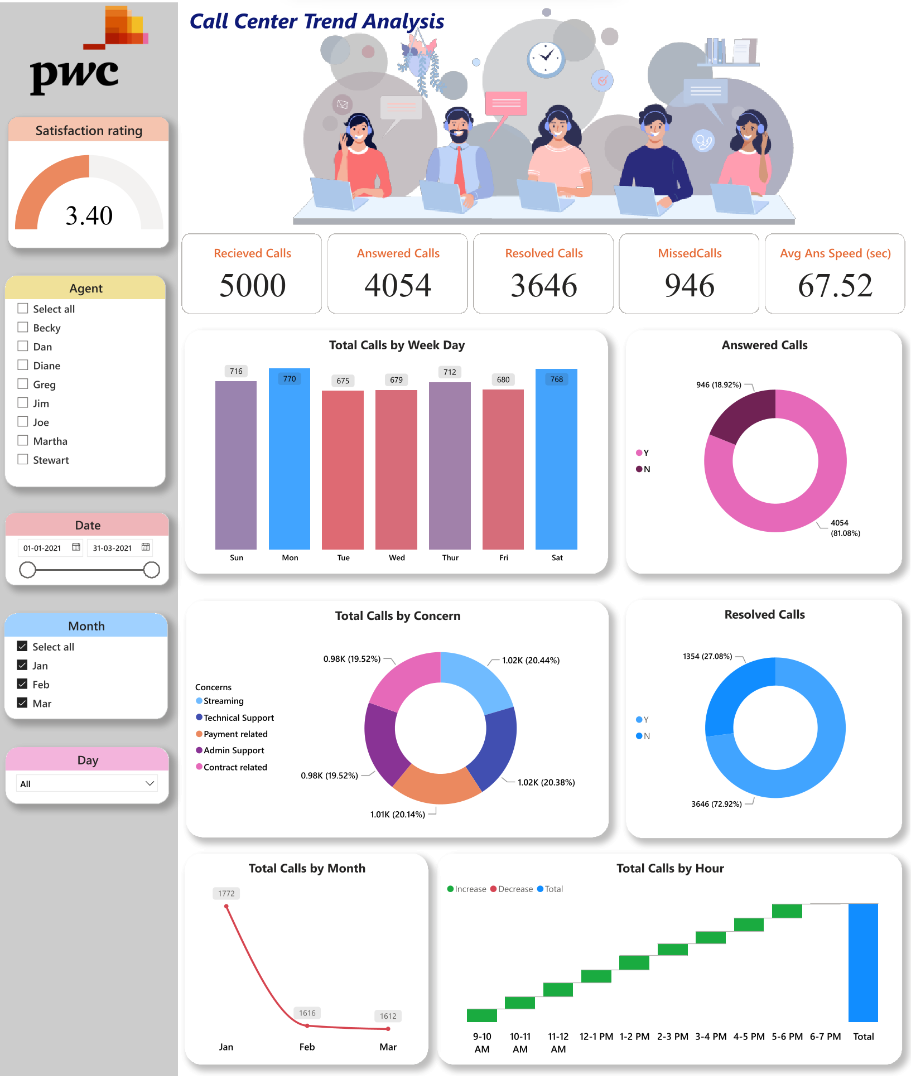 pwc
Call Center Trend Analysis
Satisfaction rating
3.40
Agent
Select all
Becky
Dan
Diane
Greg
Jim
Joe
Martha
Stewart
Date
01-01-2021 31-03-2021
Month
Select all
Jan
Feb
Mar
Day
All
Recieved Calls
5000
Answered Calls
4054
Resolved Calls
3646
MissedCalls
946
Avg Ans Speed (sec)
67.52
Total Calls by Week Day
716 770 675 679 712 680 768
Sun Mon Tue Wed Thur Fri Sat
Answered Calls
946 (18.92%)
Y
N
4054
(81.08%)
Total Calls by Concern
0.98K (19.52%) 1.02K (20.44%)
Concerns
Streaming
Technical Support
Payment related
Admin Support
Contract related
0.98K (19.52%) 1.02K (20.38%)
1.01K (20.14%)
Resolved Calls
1354 (27.08%)
Y
N
3646 (72.92%)
Total Calls by Month
1772
1616 1612
Jan Feb Mar
Total Calls by Hour
Increase Decrease Total
9-10 10-11 11-12 12-1 PM 1-2 PM 2-3 PM 3-4 PM 4-5 PM 5-6 PM 6-7 PM Total
AM AM AM